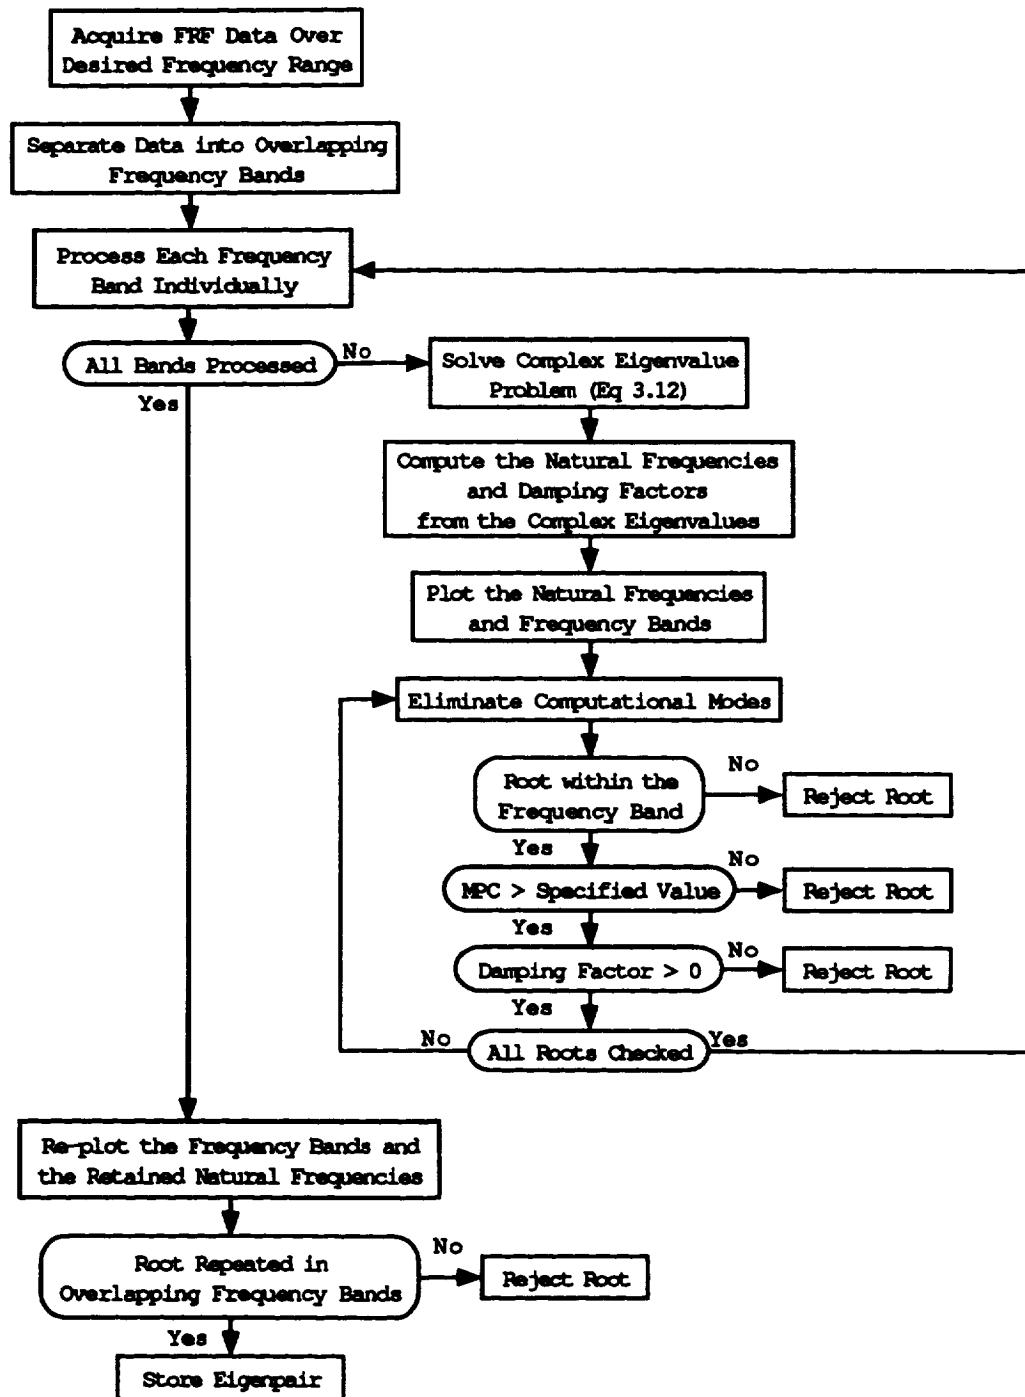 Acquire FRF Data Over
Desired Frequency Range
Separate Data into Overlapping
Frequency Bands
Process Each Frequency
Band Individually
All Bands Processed
No
Yes
Solve Complex Eigenvalue
Problem (Eq 3.12)
Compute the Natural Frequencies
and Damping Factors
from the Complex Eigenvalues
Plot the Natural Frequencies
and Frequency Bands
Eliminate Computational Modes
Root within the
Frequency Band
No
Reject Root
Yes
MPC > Specified Value
No
Reject Root
Yes
Damping Factor > 0
No
Reject Root
Yes
No
All Roots Checked
Yes
Re-plot the Frequency Bands and
the Retained Natural Frequencies
Root Repeated in
Overlapping Frequency Bands
No
Reject Root
Yes
Store Eigenpair